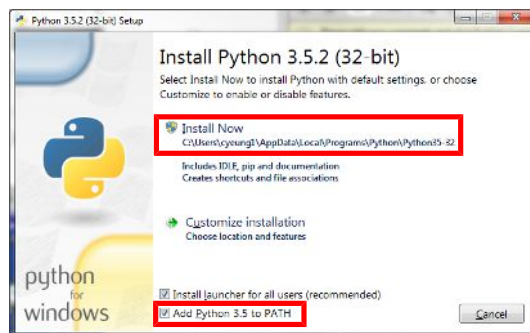 Python 3.5.2 (32-bit) Setup
Install Python 3.5.2 (32-bit)
Select Install Now to install Python with default settings, or choose
Customize to enable or disable features.
Install Now
C:\Users\cyeung1\AppData\Local\Programs\Python\Python35-32
Includes IDLE, pip and documentation
Creates shortcuts and file associations
Customize installation
Choose location and features
Install launcher for all users (recommended)
Add Python 3.5 to PATH
Cancel
python
for
windows